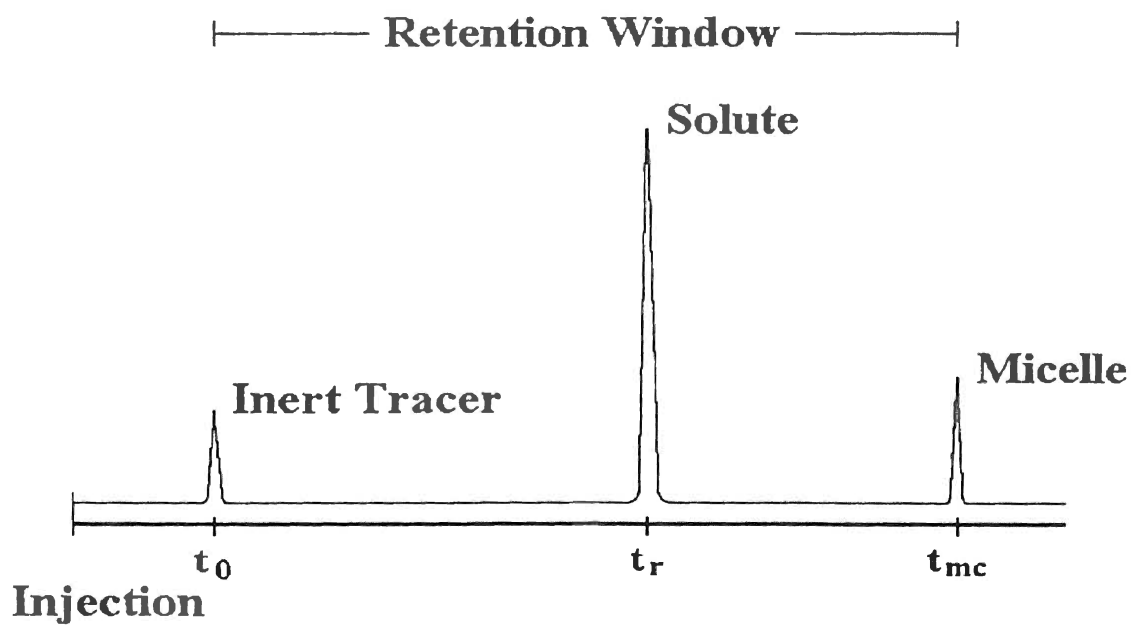 Retention Window
Solute
Micelle
Inert Tracer
t0
tr
tmc
Injection